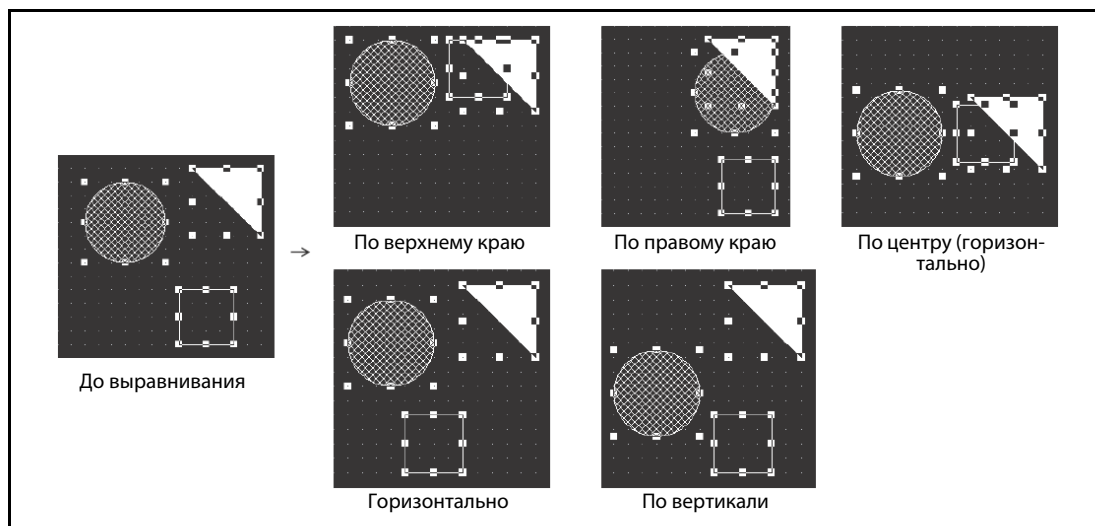 До выравнивания
→
По верхнему краю
По правому краю
По центру (горизон-
тально)
Горизонтально
По вертикали